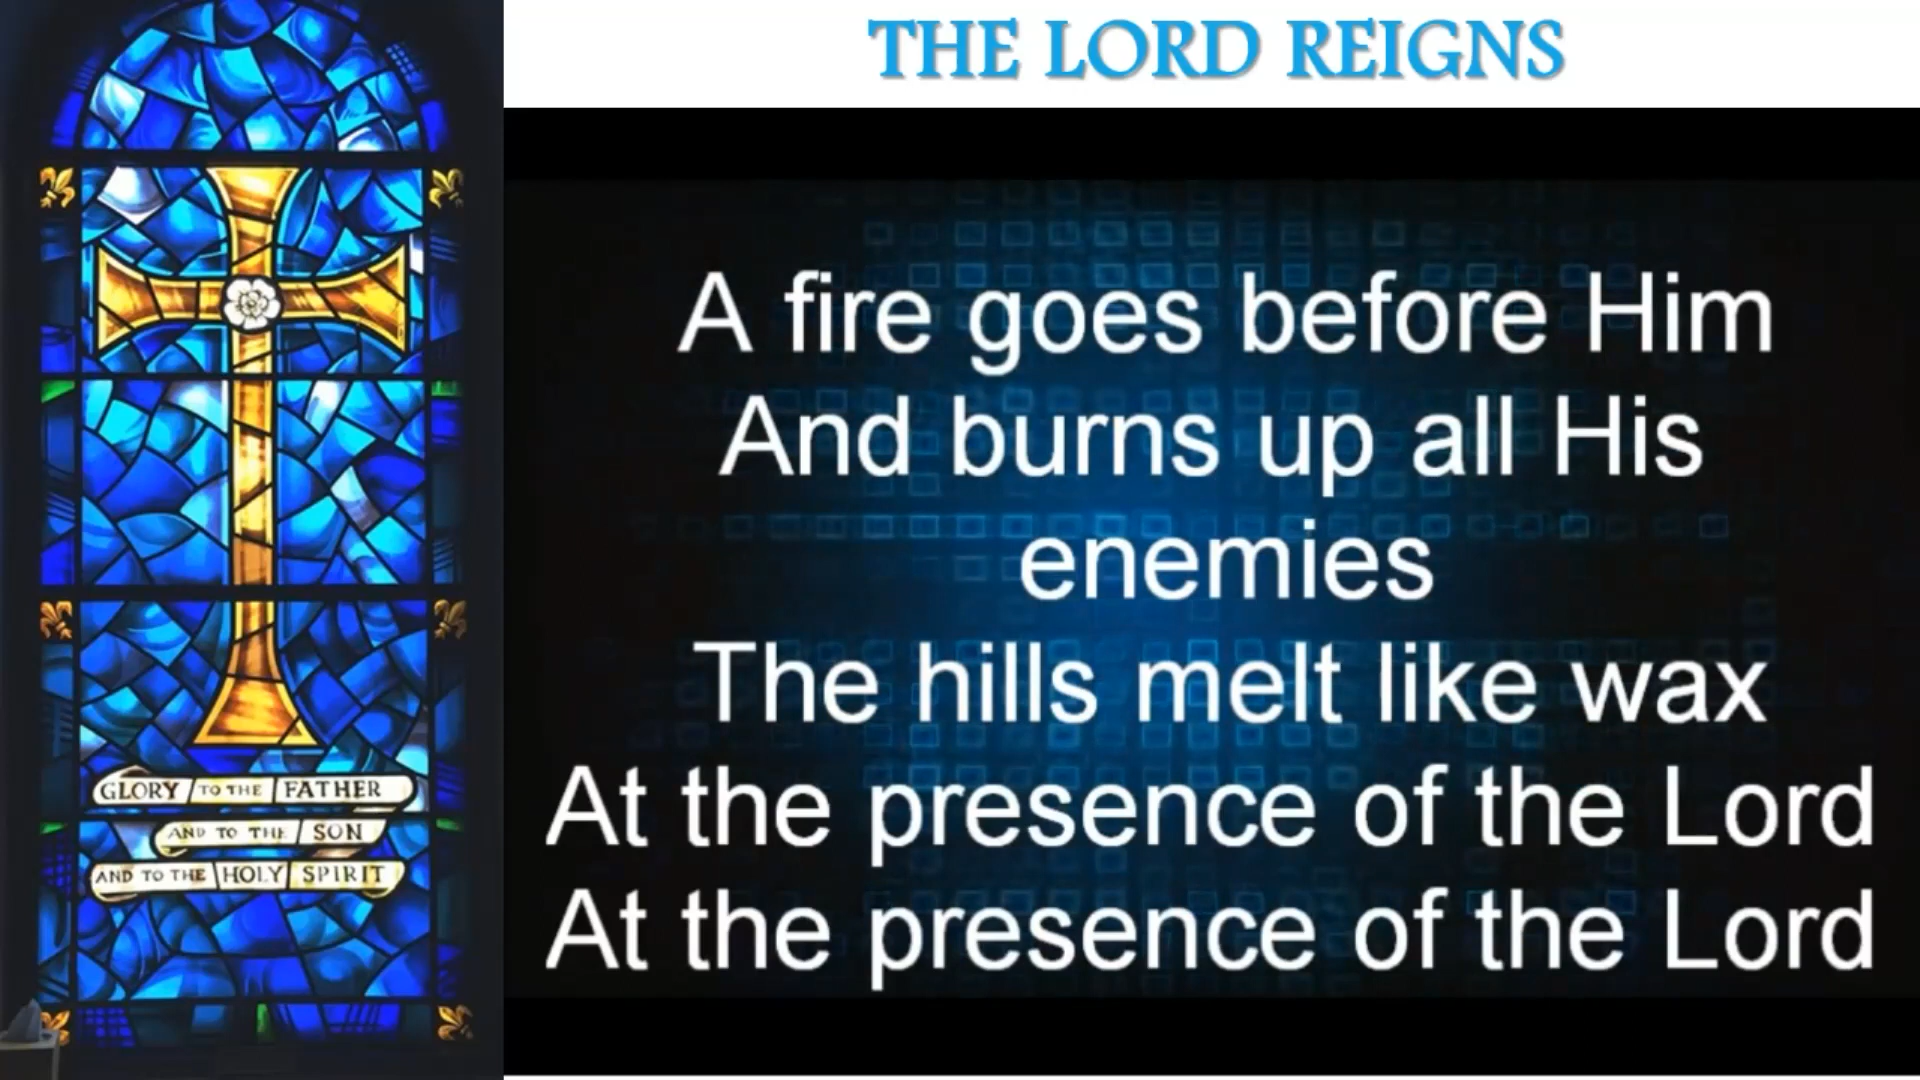 THE LORD REIGNS
A fire goes before Him
And burns up all His
enemies
The hills melt like wax
At the presence of the Lord
At the presence of the Lord
GLORY TO THE FATHER
AND TO THE SON
AND TO THE HOLY SPIRIT